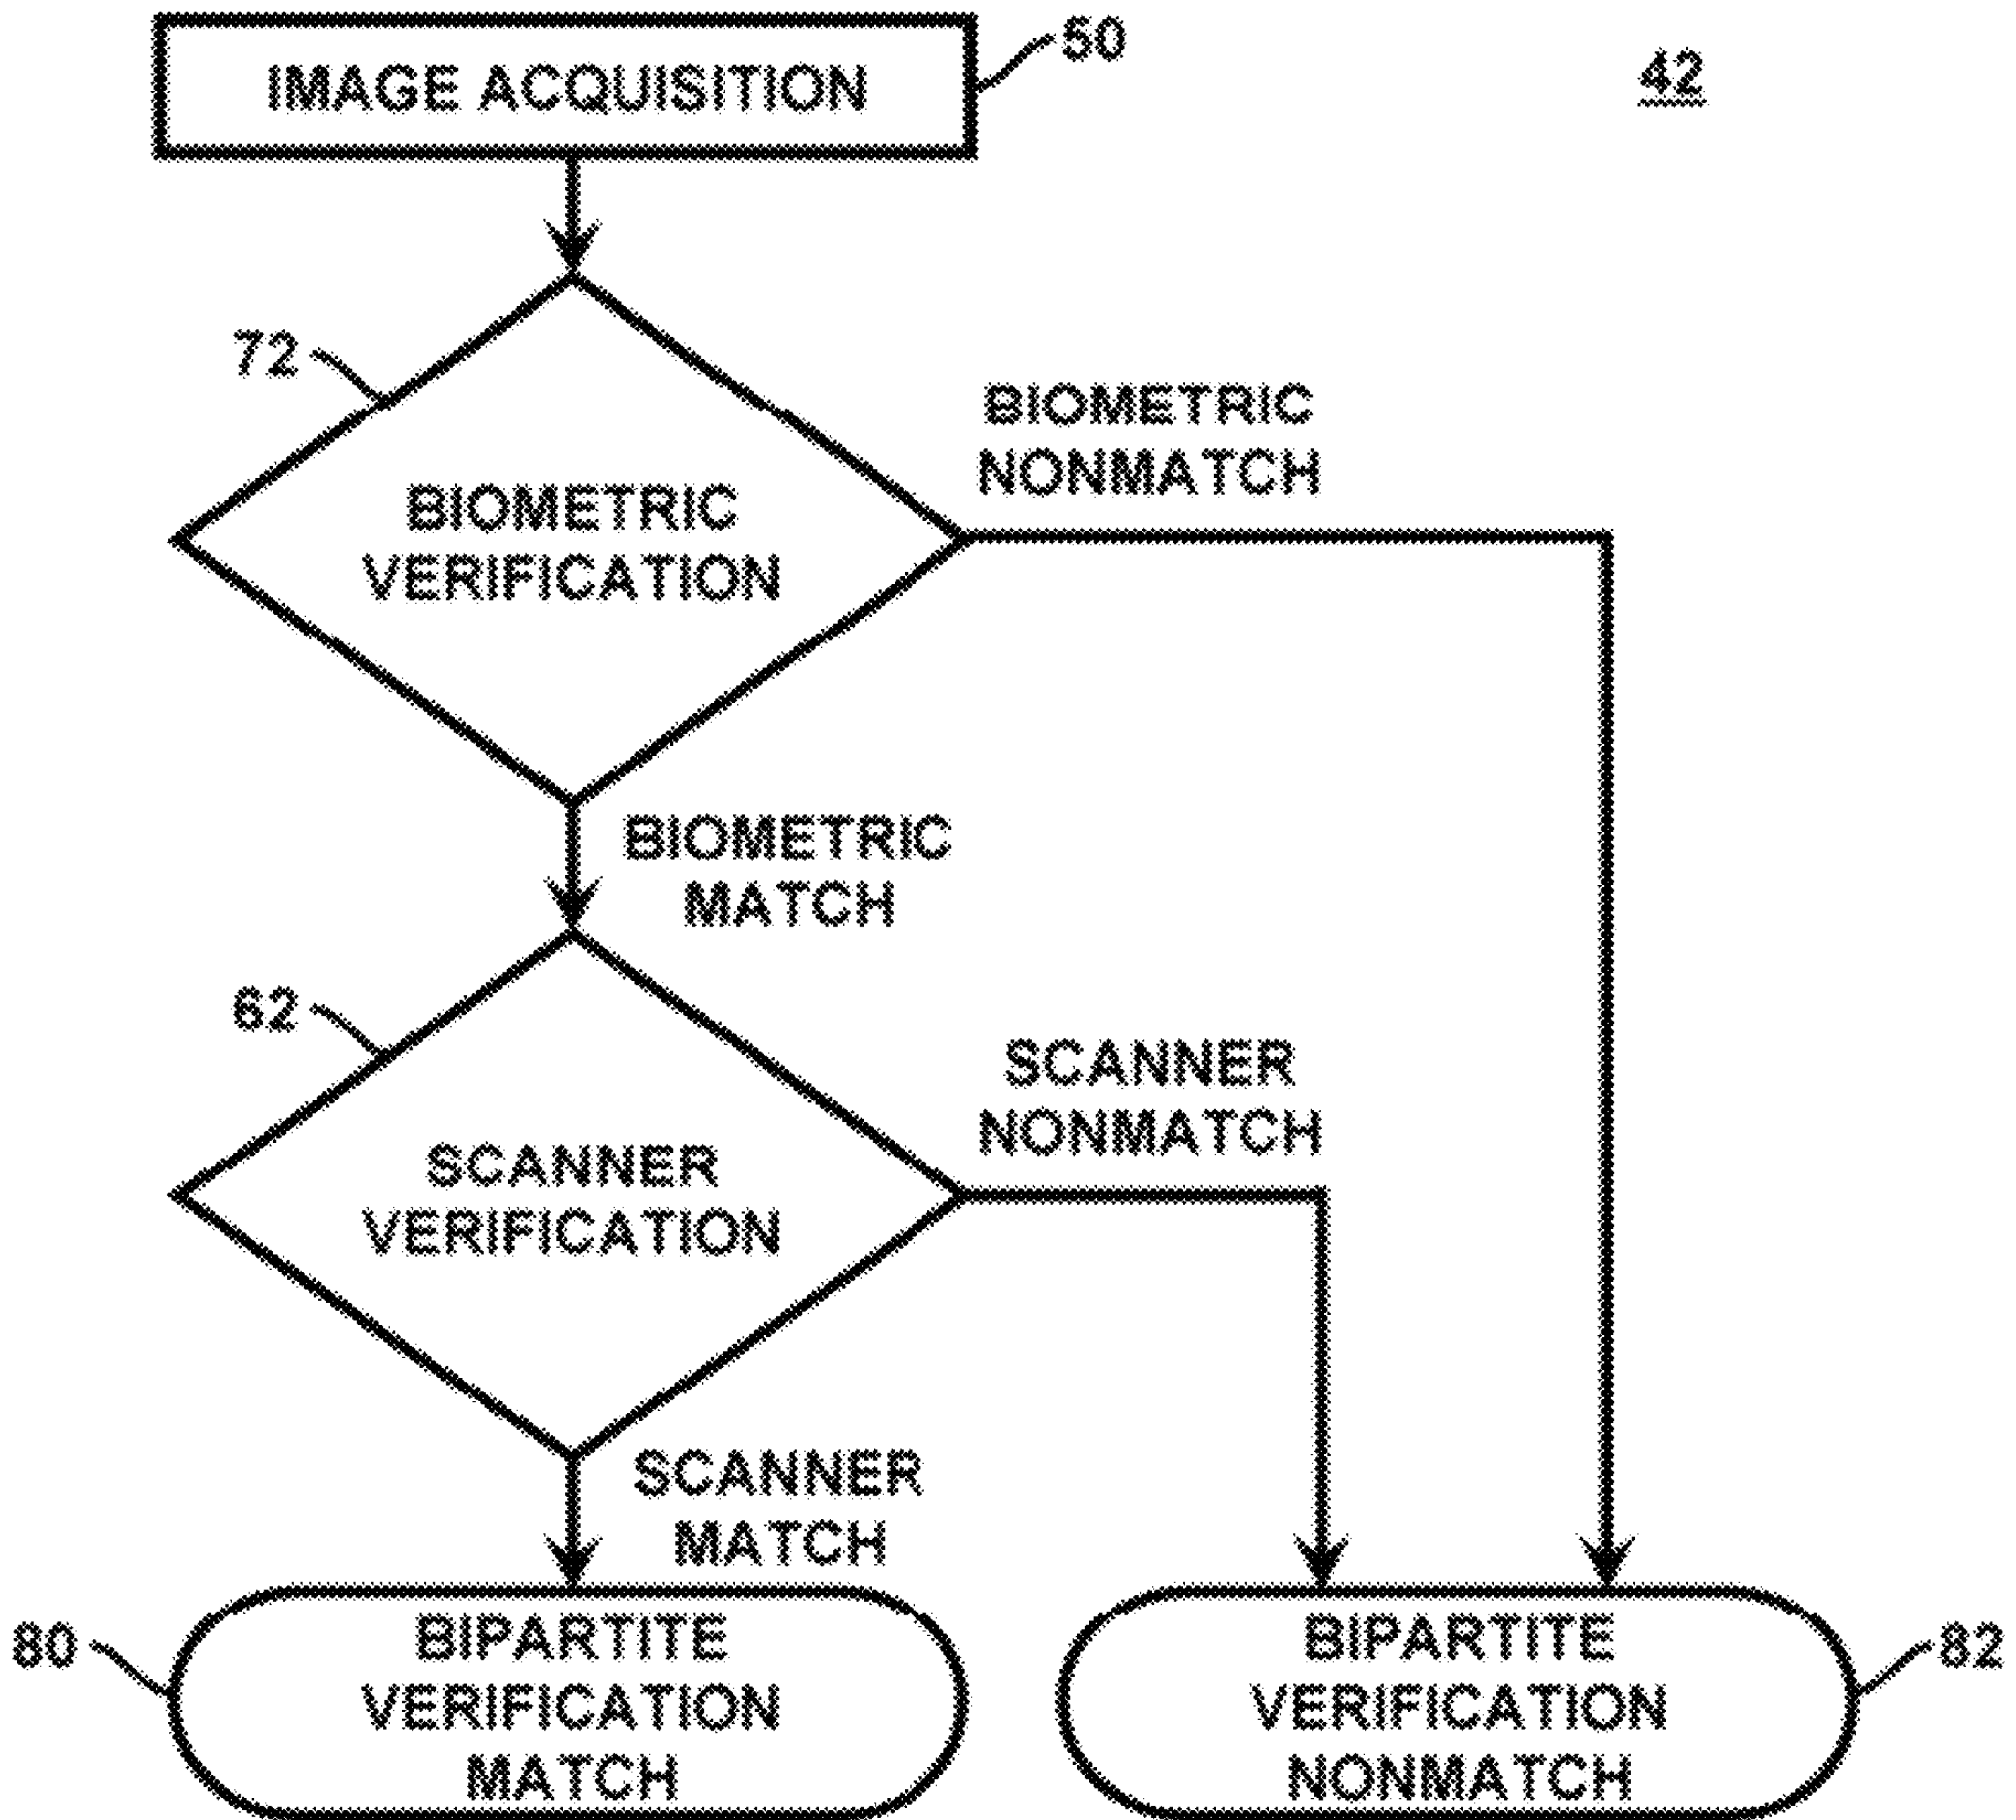 IMAGE ACQUISITION
50
42
72
BIOMETRIC
NONMATCH
BIOMETRIC
VERIFICATION
BIOMETRIC
MATCH
62
SCANNER
NONMATCH
SCANNER
VERIFICATION
SCANNER
MATCH
80
BIPARTITE
VERIFICATION
MATCH
BIPARTITE
VERIFICATION
NONMATCH
82